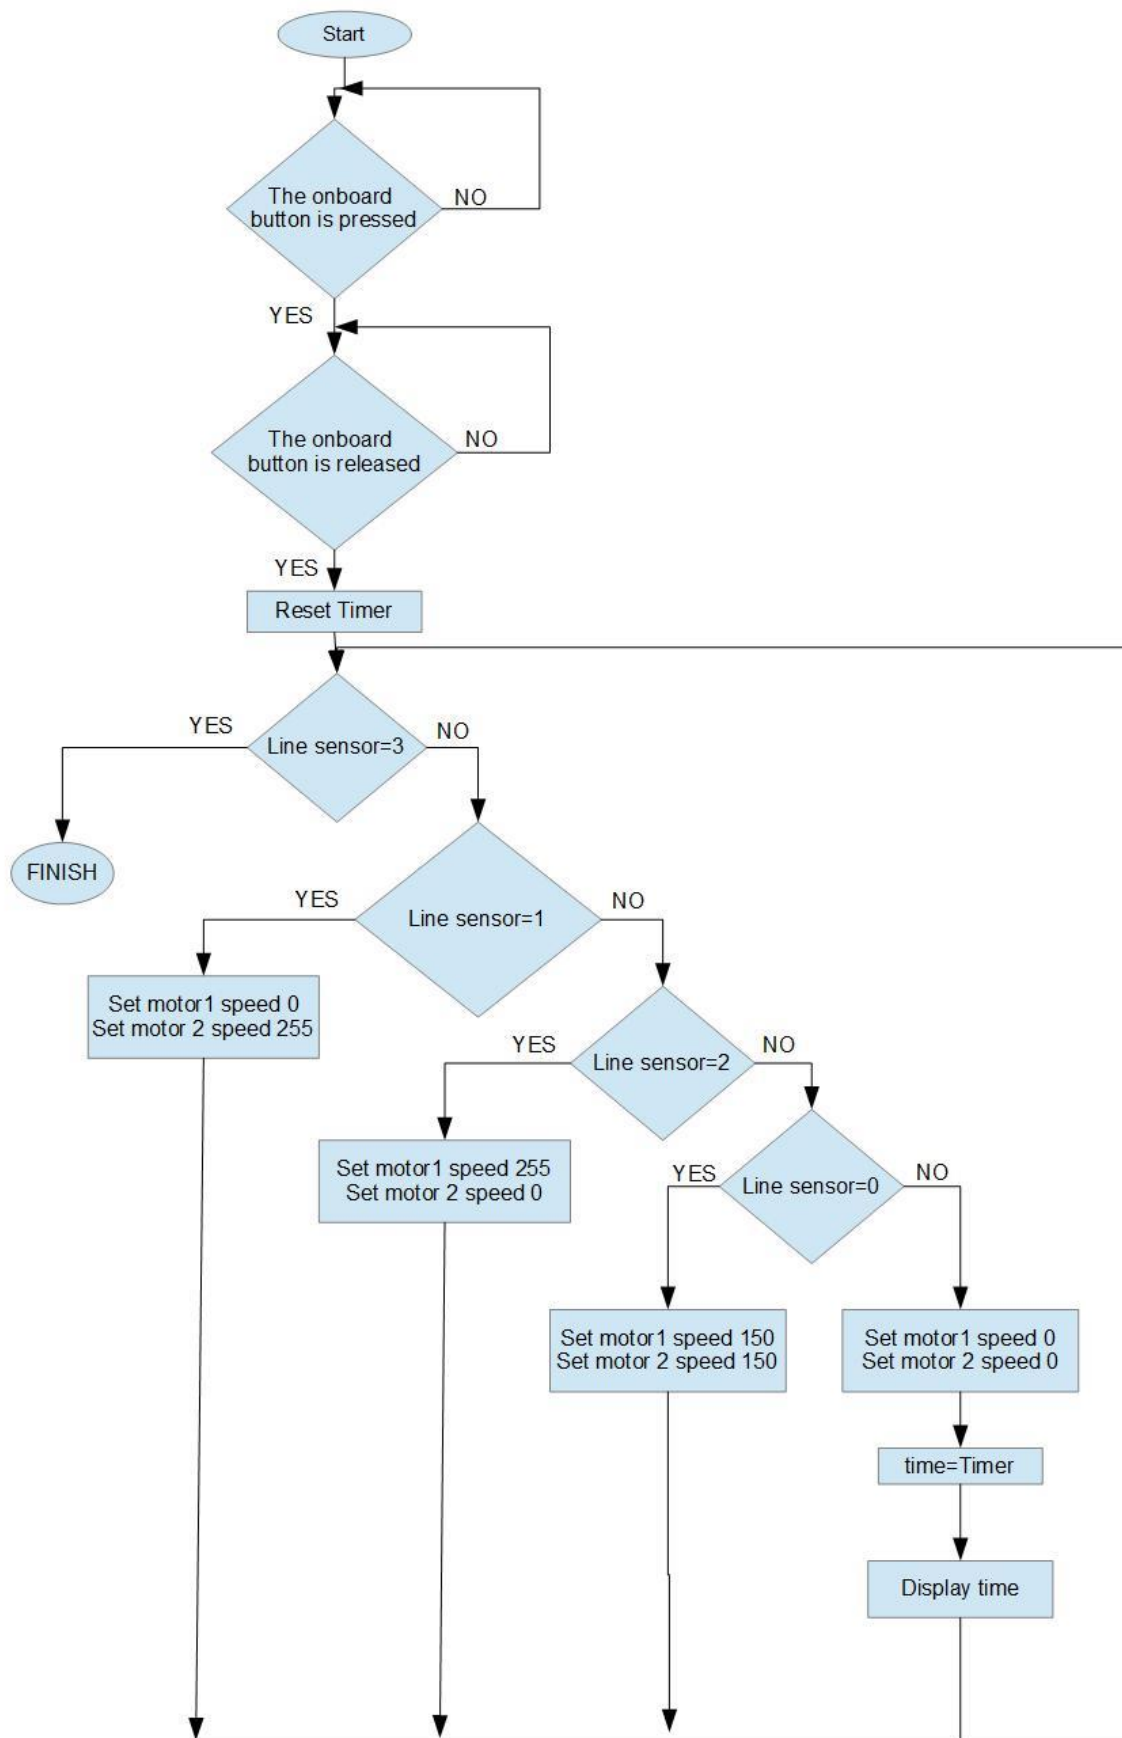 Start
The onboard
button is pressed
NO
YES
The onboard
button is released
NO
YES
Reset Timer
YES
Line sensor=3
NO
FINISH
YES
Line sensor=1
NO
Set motor1 speed 0
Set motor 2 speed 255
YES
Line sensor=2
NO
Set motor1 speed 255
Set motor 2 speed 0
YES
Line sensor=0
NO
Set motor1 speed 150
Set motor 2 speed 150
Set motor1 speed 0
Set motor 2 speed 0
time=Timer
Display time